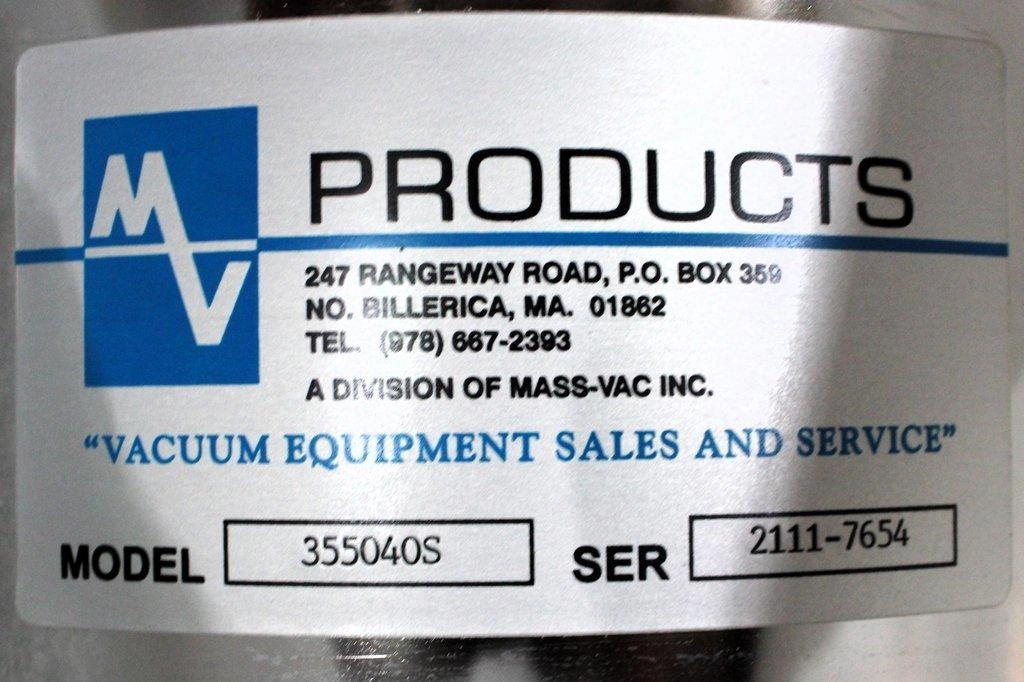 MV PRODUCTS
247 RANGEWAY ROAD, P.O. BOX 359
NO. BILLERICA, MA. 01862
TEL. (978) 667-2393
A DIVISION OF MASS-VAC INC.
“VACUUM EQUIPMENT SALES AND SERVICE”
MODEL 355040S SER 2111-7654